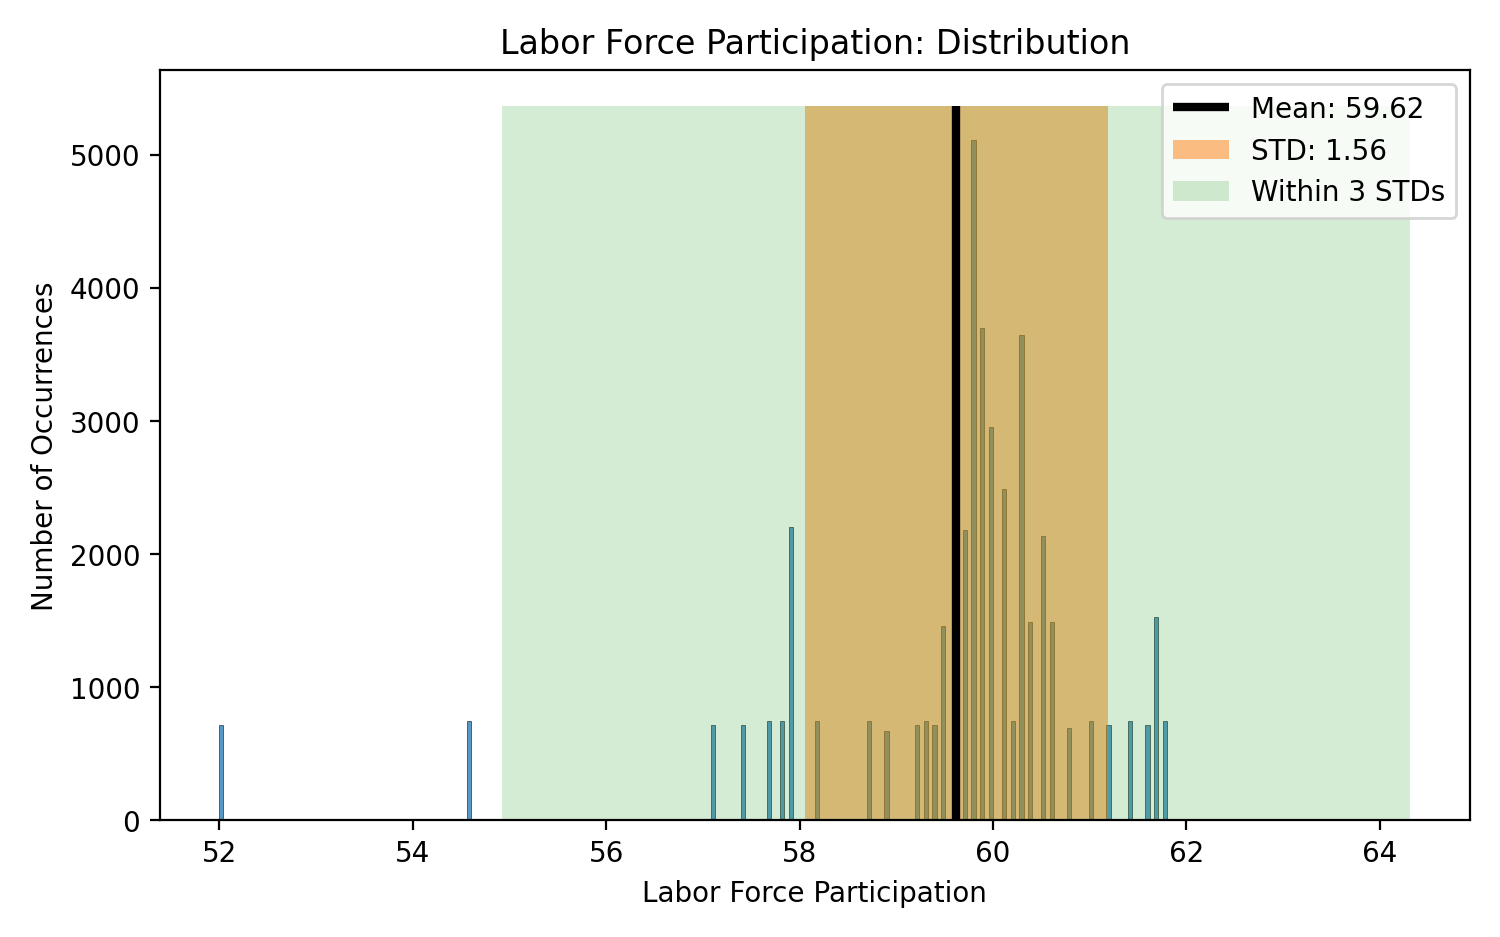 Labor Force Participation: Distribution
Mean: 59.62
STD: 1.56
Within 3 STDs
Number of Occurrences
5000
4000
3000
2000
1000
0
52 54 56 58 60 62 64
Labor Force Participation